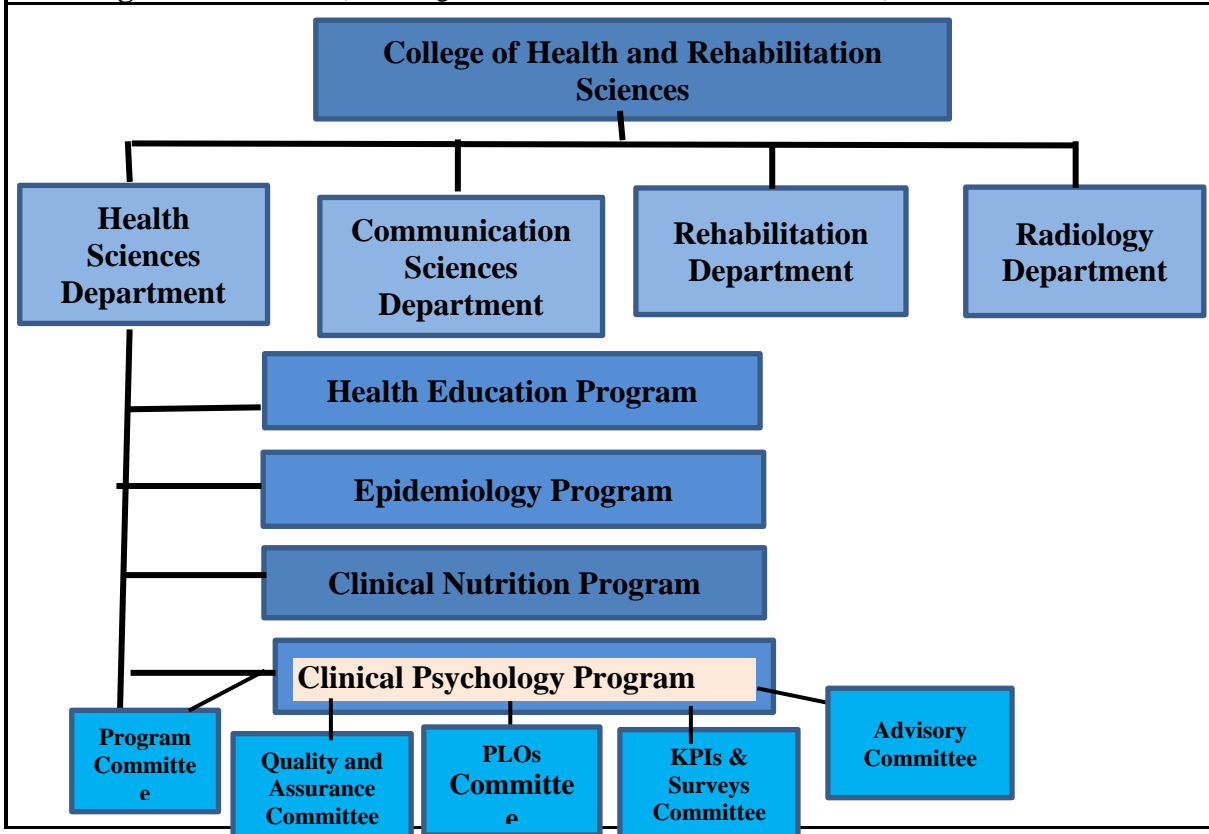 College of Health and Rehabilitation
Sciences
Health
Sciences
Department
Communication
Sciences
Department
Rehabilitation
Department
Radiology
Department
Health Education Program
Epidemiology Program
Clinical Nutrition Program
Clinical Psychology Program
Program
Committe
e
Quality and
Assurance
Committee
PLOs
Committe
e
KPIs &
Surveys
Committee
Advisory
Committee